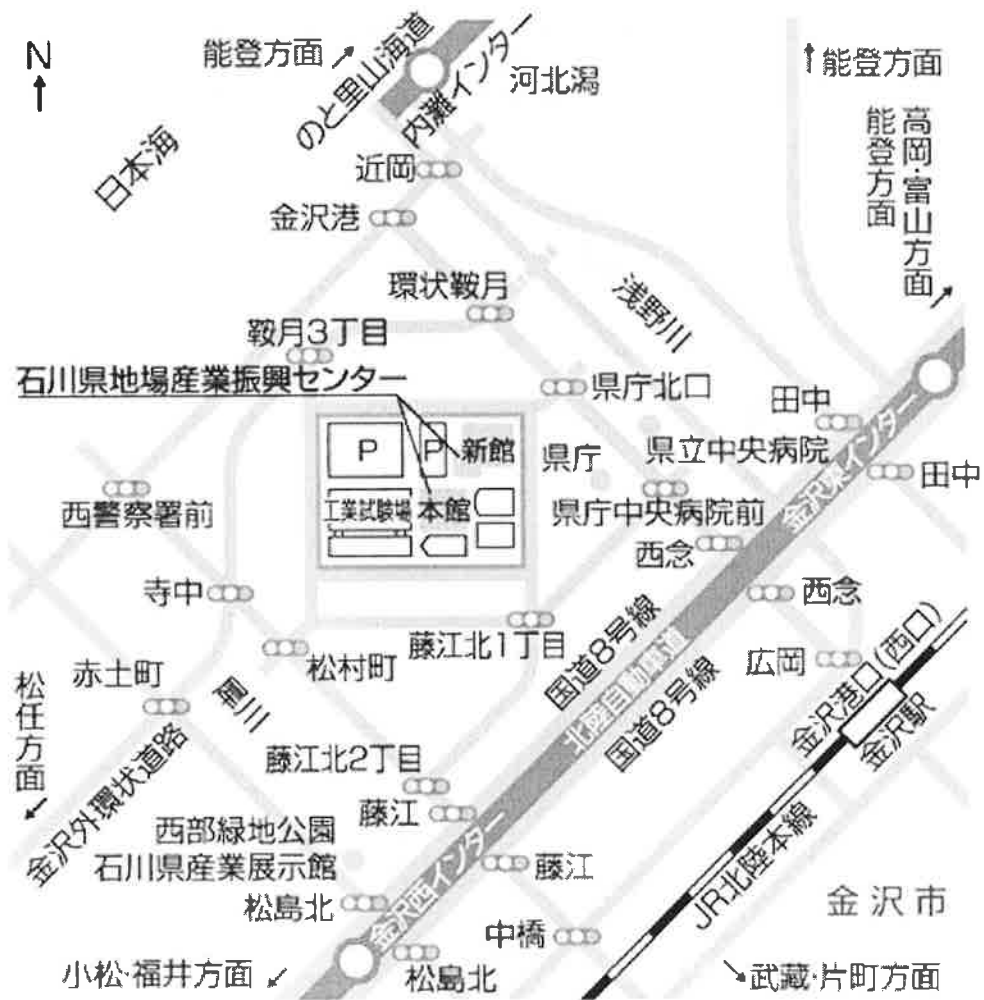 N
能登方面
のと里山海道
内灘インター
河北潟
能登方面
高岡・富山方面
能登方面
日本海
近岡
金沢港
環状鞍月
浅野川
鞍月3丁目
石川県地場産業振興センター
県庁北口
田中
P
P
新館
県庁
県立中央病院
金沢東インター
田中
西警察署前
工業試験場
本館
県庁中央病院前
西念
寺中
西念
藤江北1丁目
松村町
国道8号線
北陸自動車道
国道8号線
広岡
金沢港口(西口)
金沢駅
赤土町
松任方面
金沢外環状道路
藤江北2丁目
藤江
西部緑地公園
石川県産業展示館
藤江
JR北陸本線
金沢市
松島北
金沢西インター
中橋
松島北
小松・福井方面
武蔵・片町方面